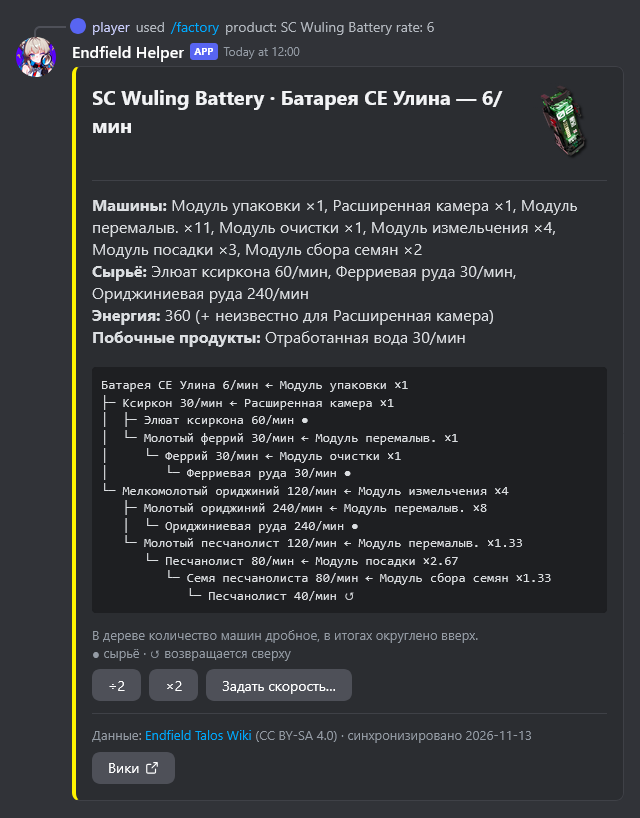 player used /factory product: SC Wuling Battery rate: 6
Endfield Helper APP Today at 12:00
SC Wuling Battery · Батарея СЕ Улина — 6/
мин
Машины: Модуль упаковки ×1, Расширенная камера ×1, Модуль
перемалыв. ×11, Модуль очистки ×1, Модуль измельчения ×4,
Модуль посадки ×3, Модуль сбора семян ×2
Сырьё: Элюат ксиркона 60/мин, Ферриевая руда 30/мин,
Ориджиниевая руда 240/мин
Энергия: 360 (+ неизвестно для Расширенная камера)
Побочные продукты: Отработанная вода 30/мин
Батарея СЕ Улина 6/мин ← Модуль упаковки ×1
├─ Ксиркон 30/мин ← Расширенная камера ×1
│  ├─ Элюат ксиркона 60/мин ●
│  └─ Молотый феррий 30/мин ← Модуль перемалыв. ×1
│     └─ Феррий 30/мин ← Модуль очистки ×1
│        └─ Ферриевая руда 30/мин ●
└─ Мелкомолотый ориджиний 120/мин ← Модуль измельчения ×4
   ├─ Молотый ориджиний 240/мин ← Модуль перемалыв. ×8
   │  └─ Ориджиниевая руда 240/мин ●
   └─ Молотый песчанолист 120/мин ← Модуль перемалыв. ×1.33
      └─ Песчанолист 80/мин ← Модуль посадки ×2.67
         └─ Семя песчанолиста 80/мин ← Модуль сбора семян ×1.33
            └─ Песчанолист 40/мин ↺
В дереве количество машин дробное, в итогах округлено вверх.
● сырьё · ↺ возвращается сверху
÷2 ×2 Задать скорость...
Данные: Endfield Talos Wiki (CC BY-SA 4.0) · синхронизировано 2026-11-13
Вики